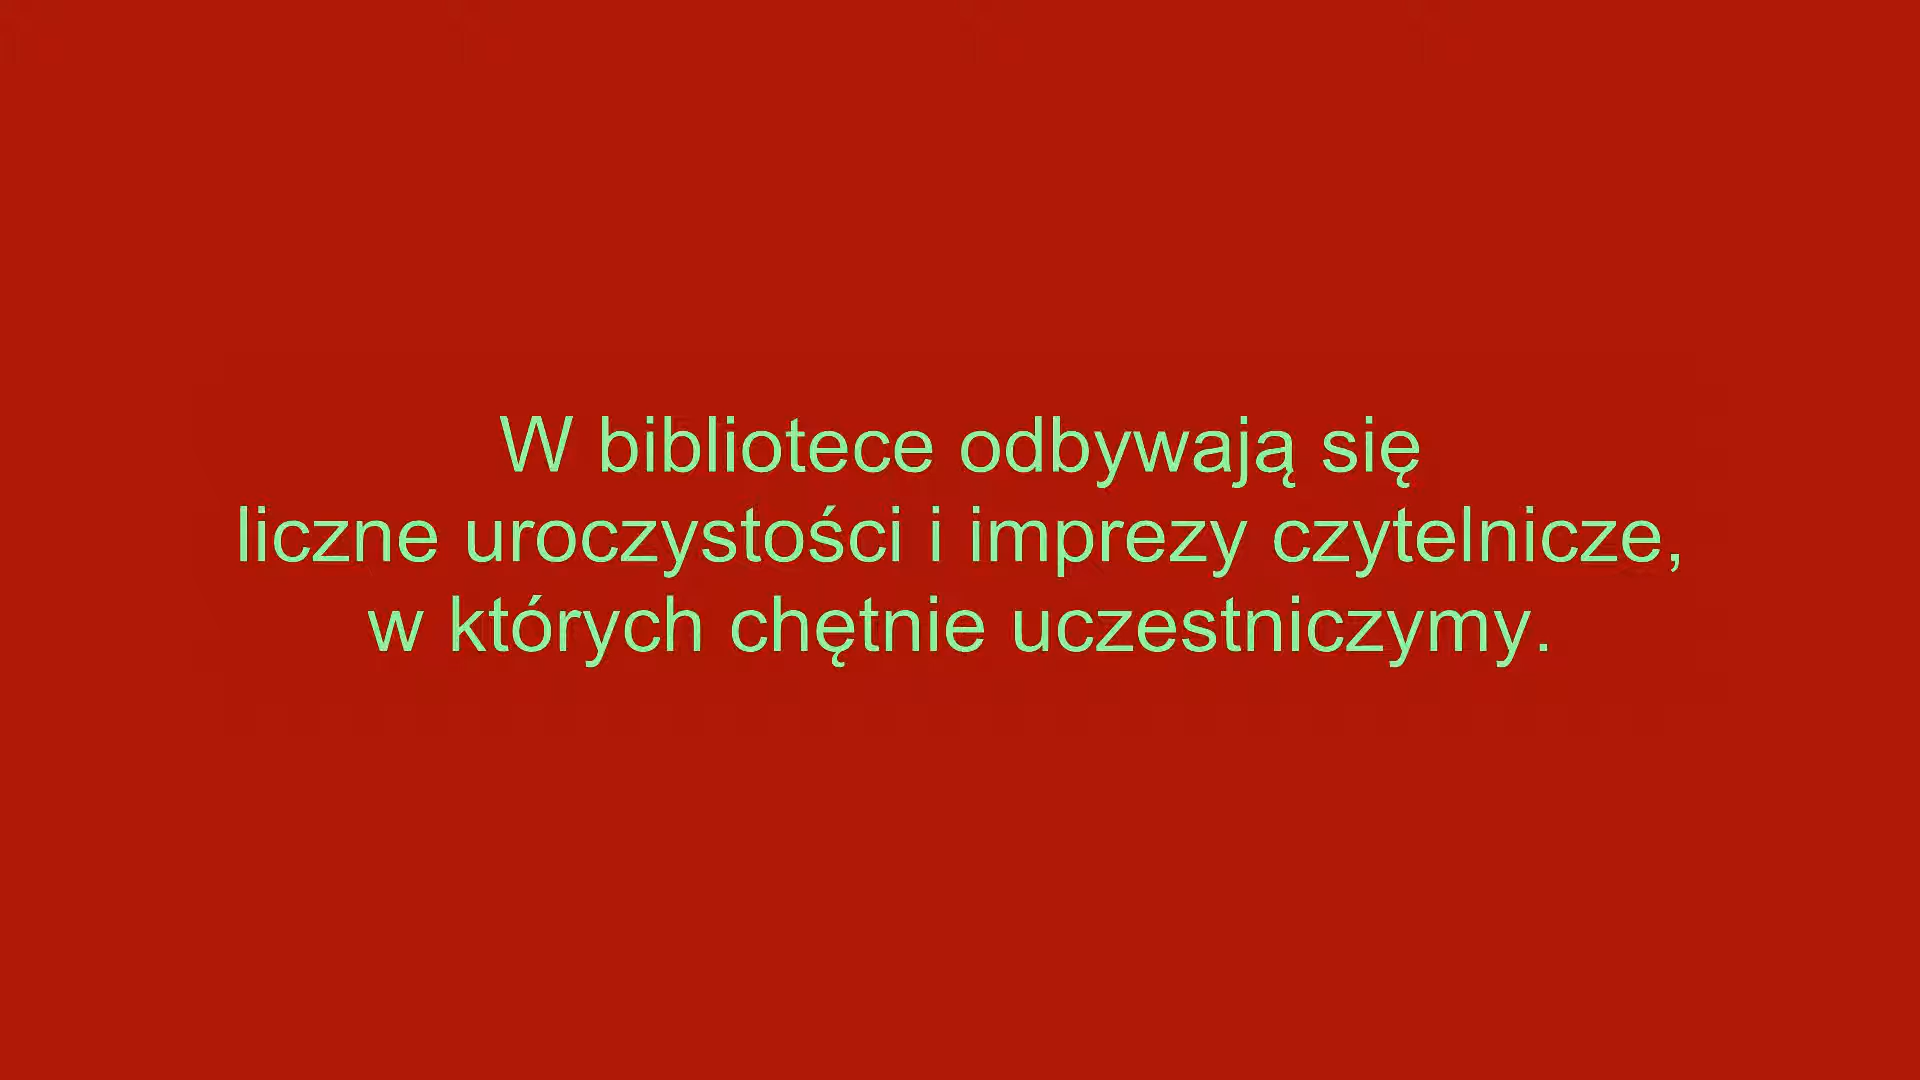 W bibliotece odbywają się
liczne uroczystości i imprezy czytelnicze,
w których chętnie uczestniczymy.